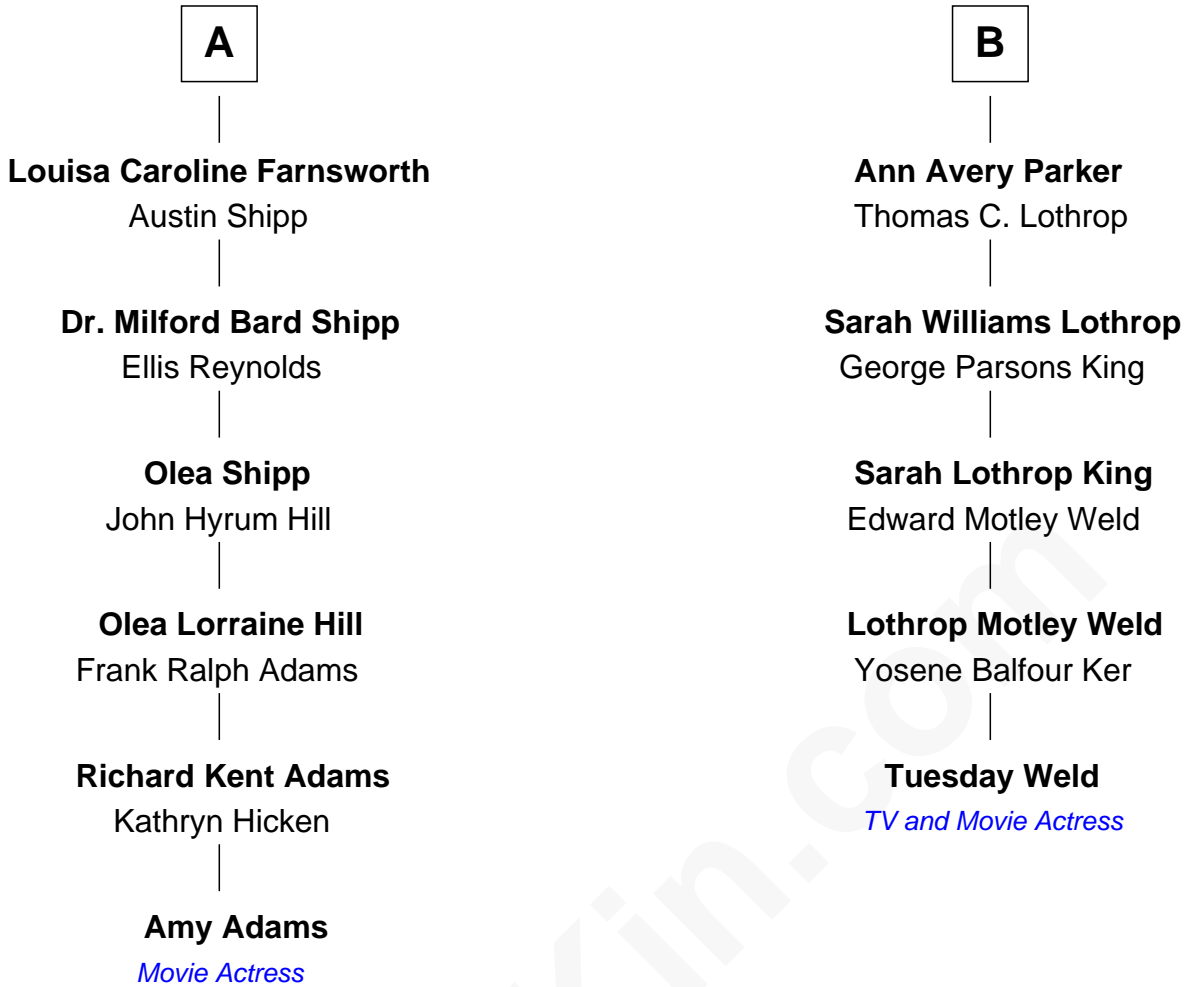 A
Louisa Caroline Farnsworth
Austin Shipp
Dr. Milford Bard Shipp
Ellis Reynolds
Olea Shipp
John Hyrum Hill
Olea Lorraine Hill
Frank Ralph Adams
Richard Kent Adams
Kathryn Hicken
Amy Adams
Movie Actress
B
Ann Avery Parker
Thomas C. Lothrop
Sarah Williams Lothrop
George Parsons King
Sarah Lothrop King
Edward Motley Weld
Lothrop Motley Weld
Yosene Balfour Ker
Tuesday Weld
TV and Movie Actress
Kin.com